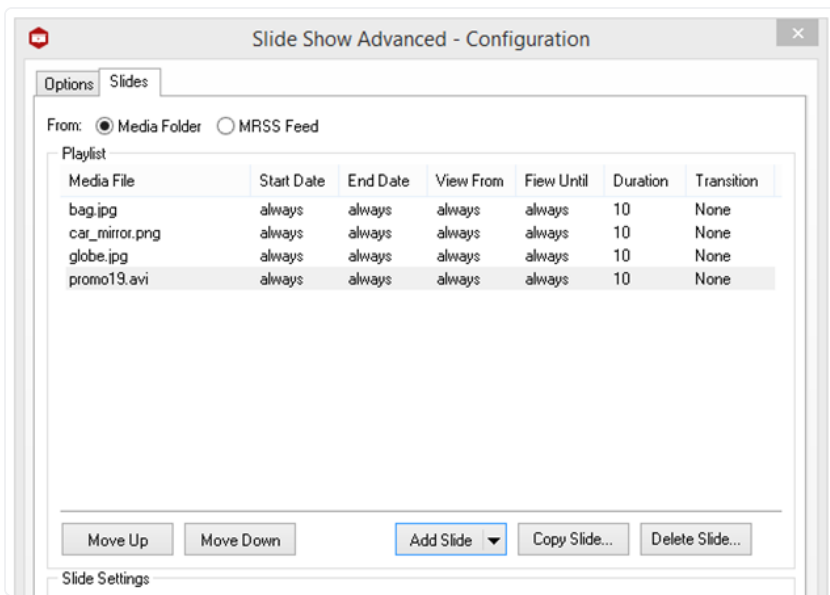 Slide Show Advanced - Configuration
Options Slides
From: Media Folder MRSS Feed
Playlist
Media File Start Date End Date View From Fiew Until Duration Transition
bag.jpg always always always always 10 None
car_mirror.png always always always always 10 None
globe.jpg always always always always 10 None
promo19.avi always always always always 10 None
Move Up Move Down Add Slide Copy Slide... Delete Slide...
Slide Settings